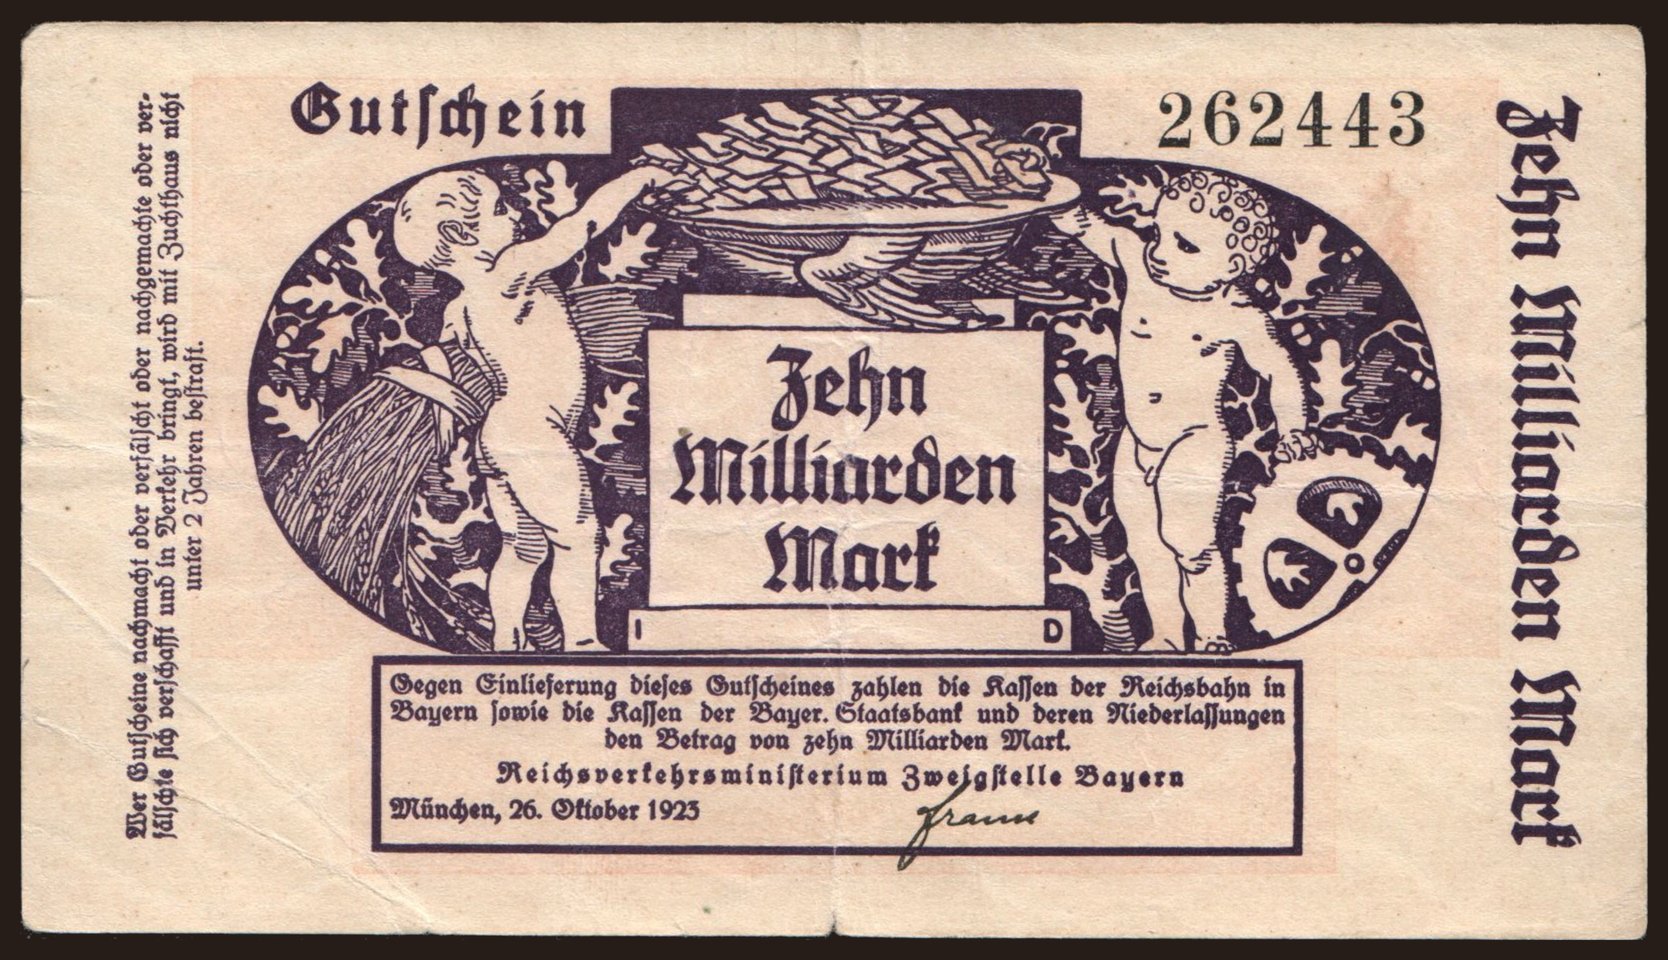 Gutschein
262443
Zehn
Milliarden
Mark
I
D
Gegen Einlieferung dieses Gutscheines zahlen die Kassen der Reichsbahn in
Bayern sowie die Kassen der Bayer. Staatsbank und deren Niederlassungen
den Betrag von zehn Milliarden Mark.
Reichsverkehrsministerium Zweigstelle Bayern
München, 26. Oktober 1923
Wer Gutscheine nachmacht oder verfälscht oder nachgemachte oder ver-
fälschte sich verschafft und in Verkehr bringt, wird mit Zuchthaus nicht
unter 2 Jahren bestraft.
Zehn Milliarden Mark